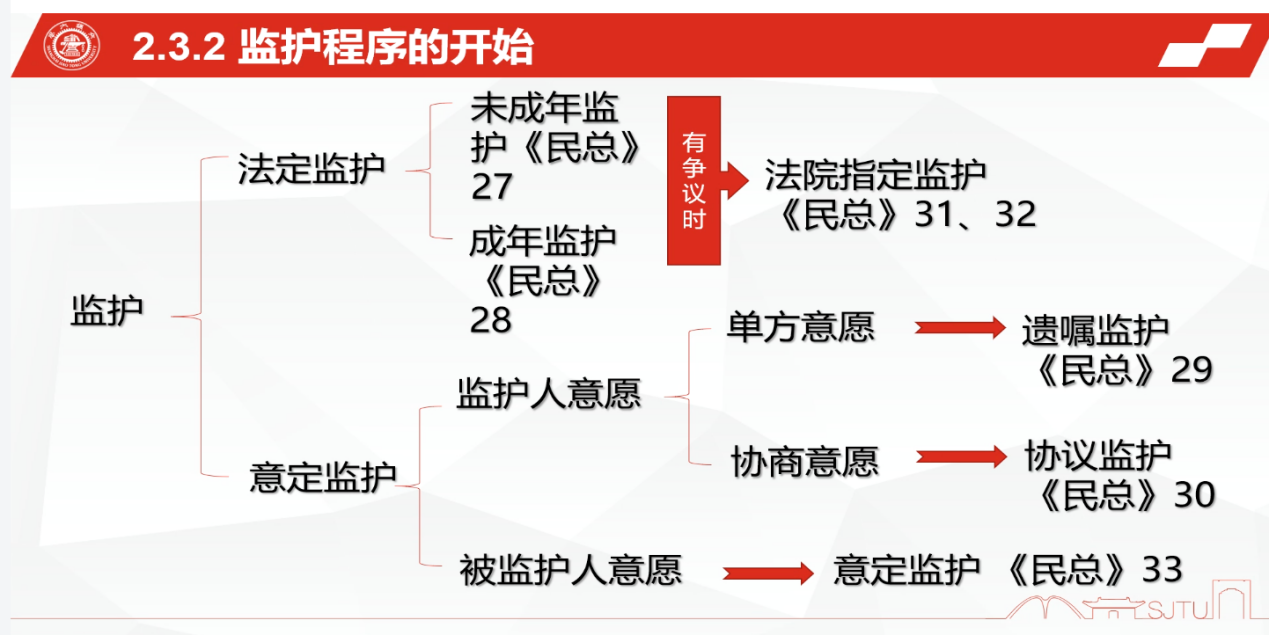 2.3.2 监护程序的开始
未成年监
护《民总》
27
法定监护
成年监护
《民总》
28
有
争
议
时
法院指定监护
《民总》31、32
监护
单方意愿
遗嘱监护
《民总》29
监护人意愿
协商意愿
协议监护
《民总》30
意定监护
被监护人意愿
意定监护 《民总》33
SJTU